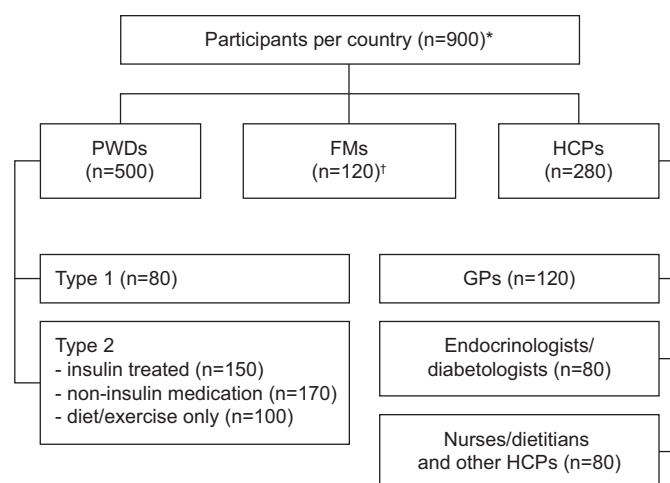 Participants per country (n=900)*
PWDs
(n=500)
FMs
(n=120)†
HCPs
(n=280)
Type 1 (n=80)
Type 2
- insulin treated (n=150)
- non-insulin medication (n=170)
- diet/exercise only (n=100)
GPs (n=120)
Endocrinologists/
diabetologists (n=80)
Nurses/dietitians
and other HCPs (n=80)